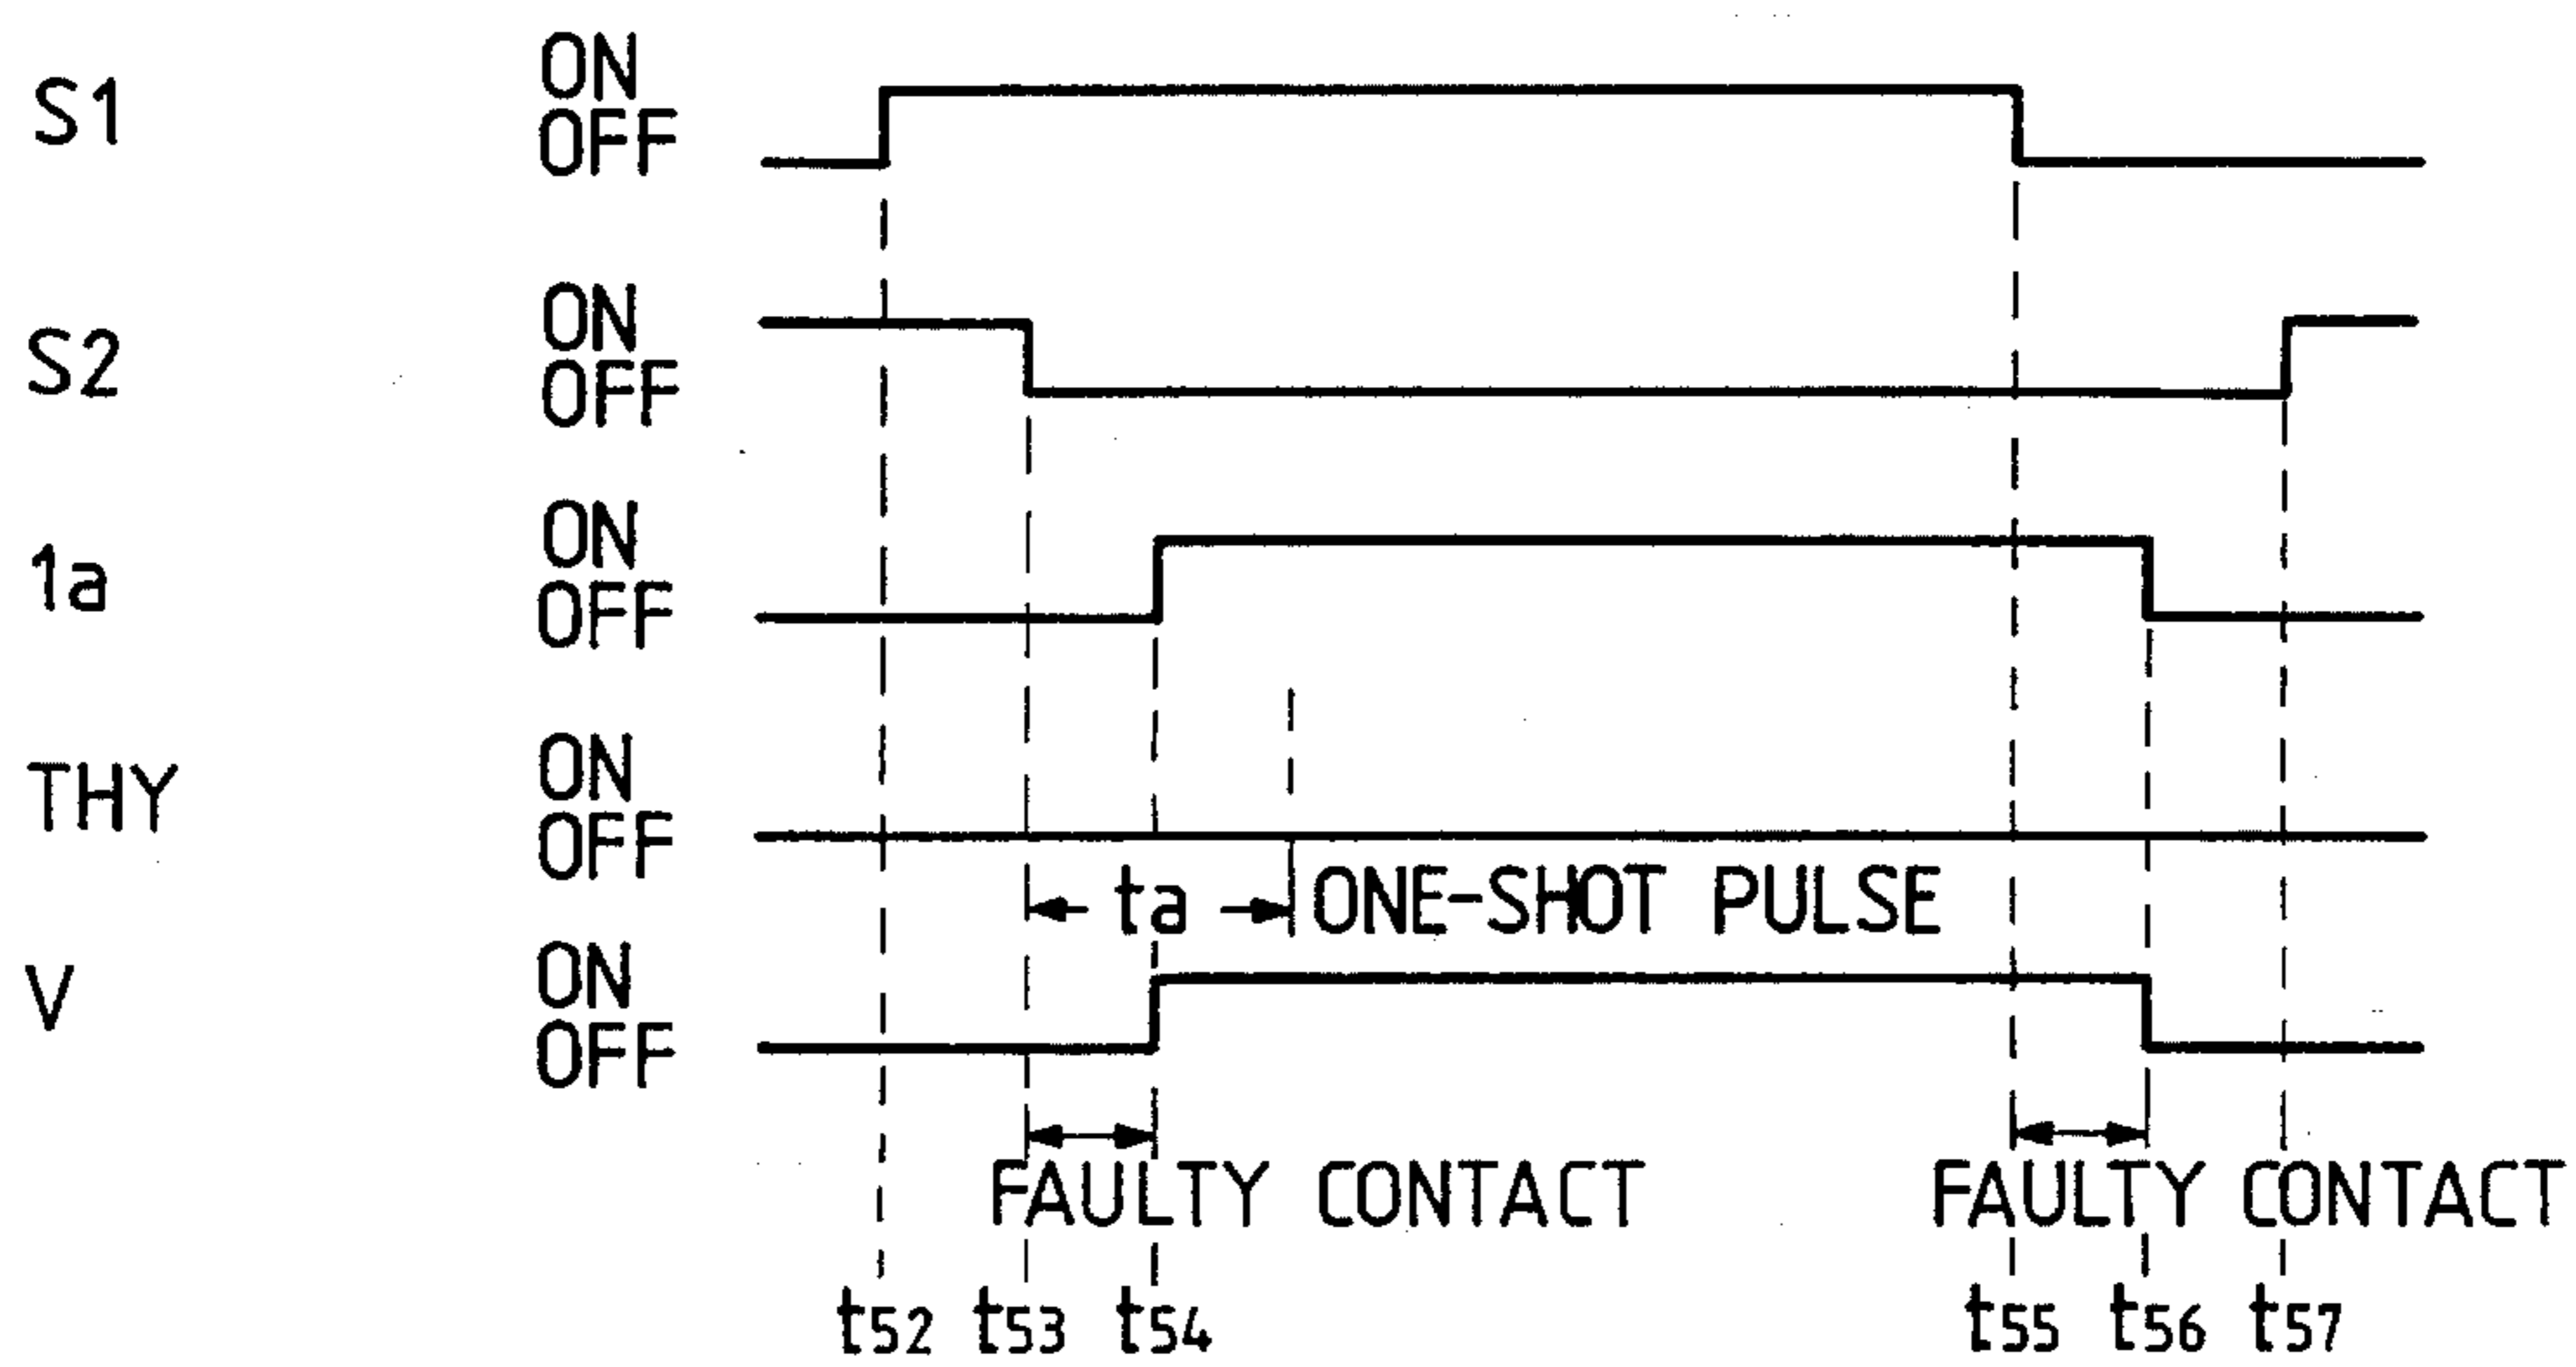 S1 ON
OFF
S2 ON
OFF
1a ON
OFF
THY ON
OFF
ta ONE-SHOT PULSE
V ON
OFF
FAULTY CONTACT FAULTY CONTACT
t52 t53 t54 t55 t56 t57